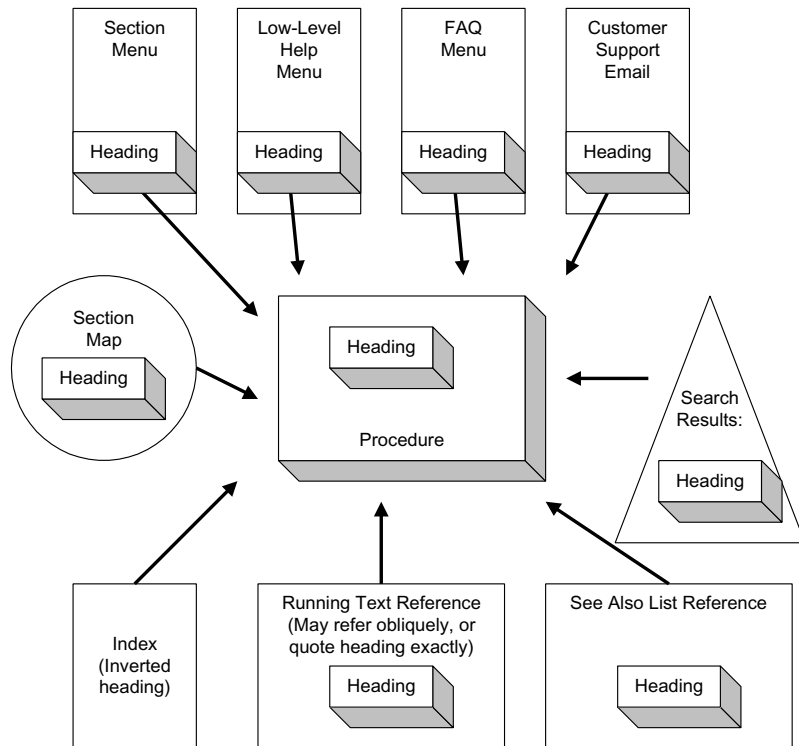 Section
Menu
Heading
Low-Level
Help
Menu
Heading
FAQ
Menu
Heading
Customer
Support
Email
Heading
Section
Map
Heading
Heading
Procedure
Search
Results:
Heading
Index
(Inverted
heading)
Running Text Reference
(May refer obliquely, or
quote heading exactly)
Heading
See Also List Reference
Heading